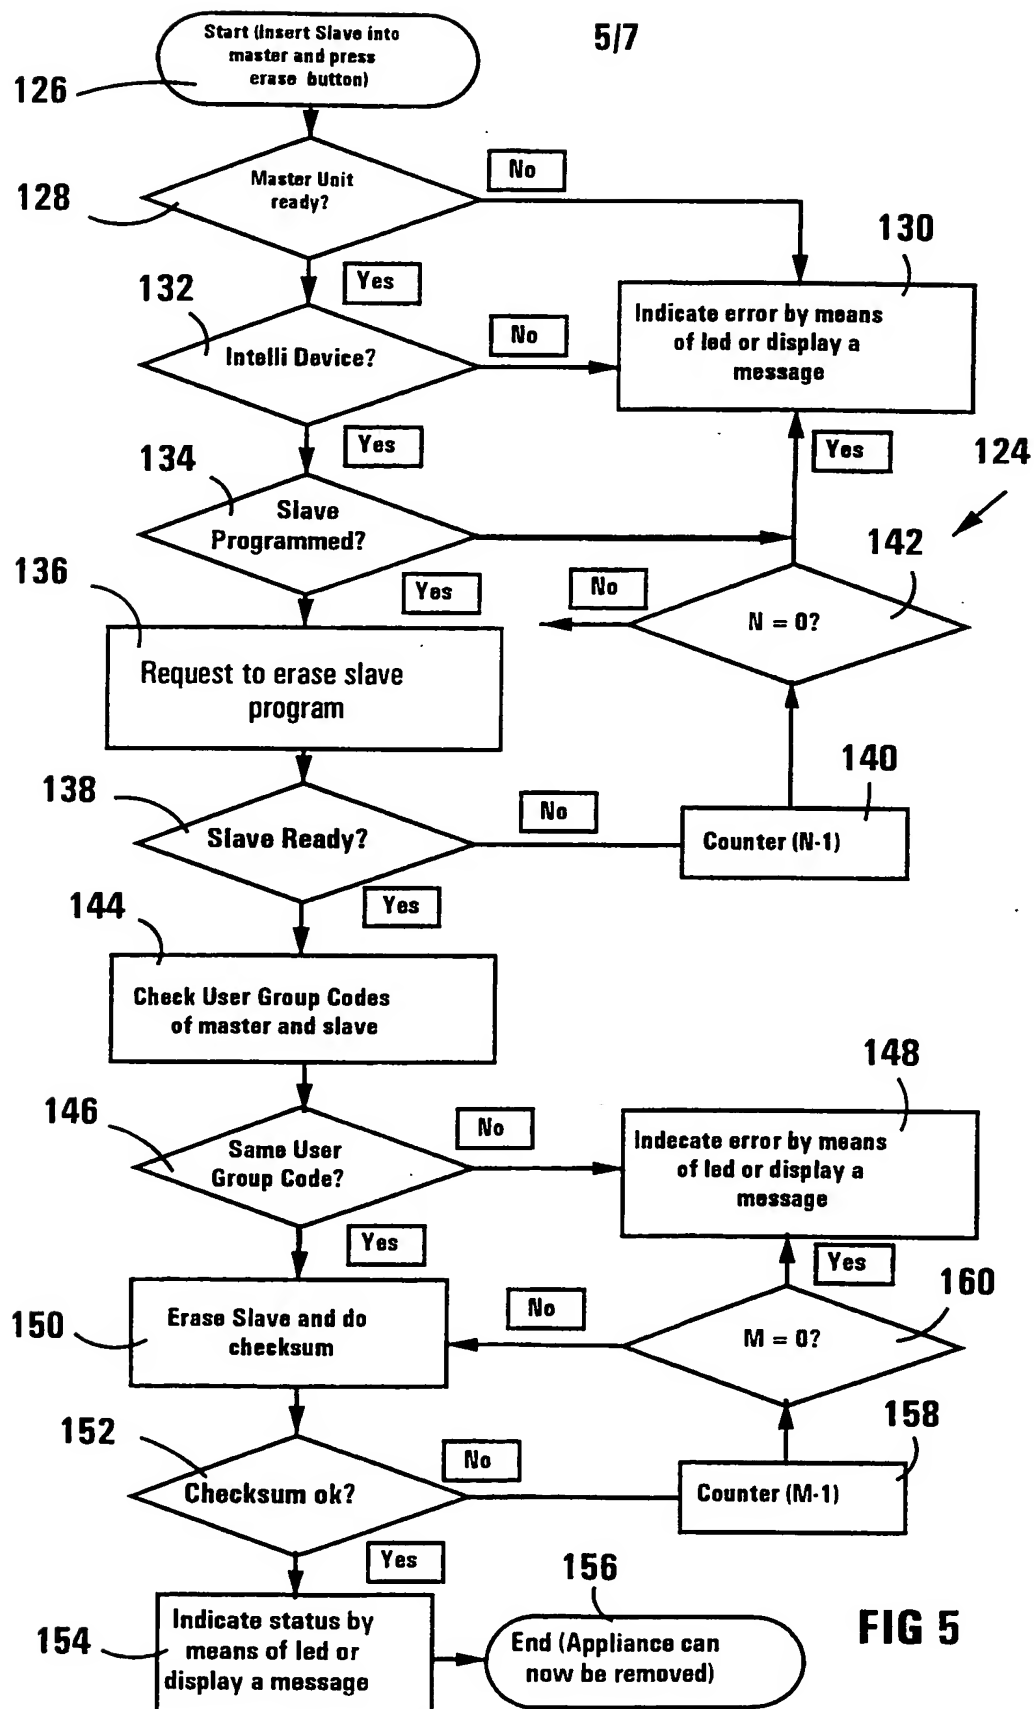 5/7
Start (Insert Slave into
master and press
erase button)
126
Master Unit
ready?
128
No
130
Yes
Indicate error by means
of led or display a
message
132
Intelli Device?
No
Yes
Yes
124
134
Slave
Programmed?
142
136
Yes
No
N = 0?
Request to erase slave
program
140
138
Slave Ready?
No
Counter (N-1)
Yes
144
Check User Group Codes
of master and slave
148
146
Same User
Group Code?
No
Indecate error by means
of led or display a
message
Yes
Yes
160
150
Erase Slave and do
checksum
No
M = 0?
158
152
Checksum ok?
No
Counter (M-1)
Yes
156
154
Indicate status by
means of led or
display a message
End (Appliance can
now be removed)
FIG 5